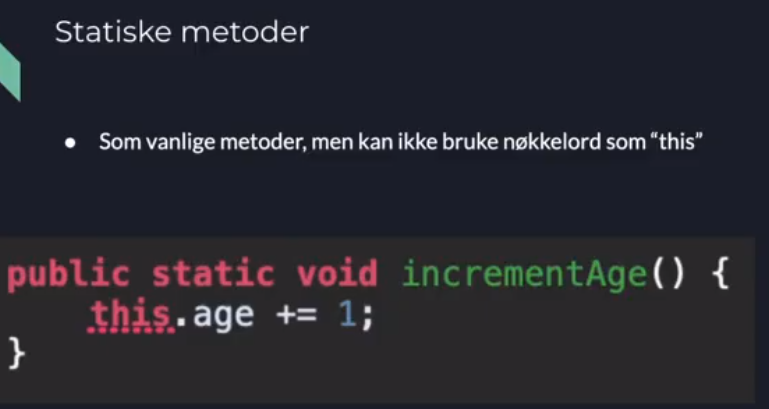 Statiske metoder
● Som vanlige metoder, men kan ikke bruke nøkkelord som “this”
public static void incrementAge() {
    this.age += 1;
}